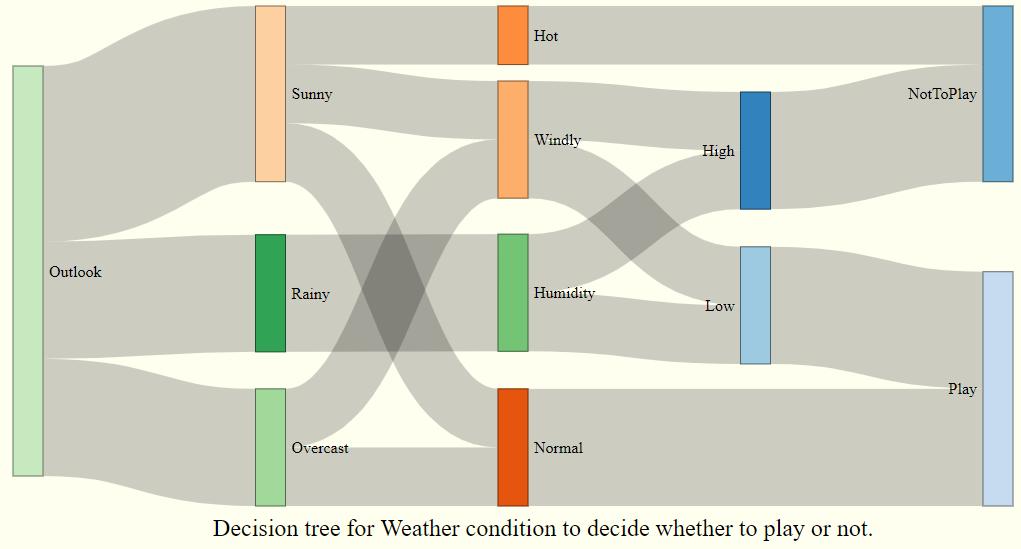 Outlook
Sunny
Rainy
Overcast
Hot
Windly
Humidity
Normal
High
Low
NotToPlay
Play
Decision tree for Weather condition to decide whether to play or not.